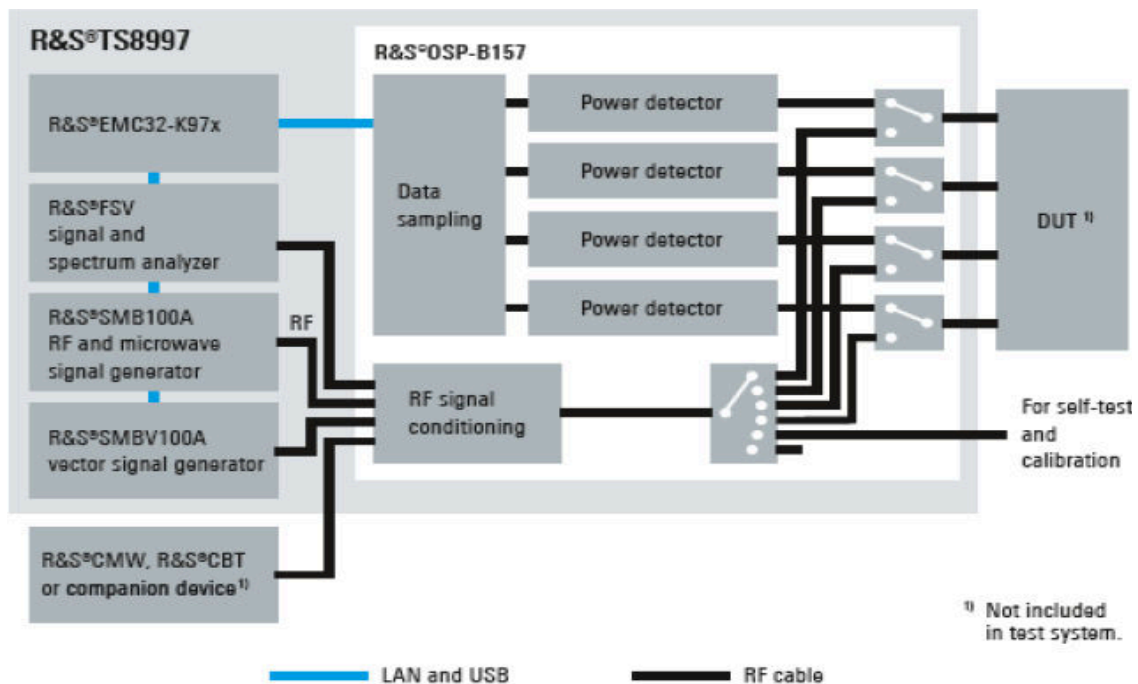 R&S®TS8997
R&S®OSP-B157
R&S®EMC32-K97x
R&S®FSV
signal and
spectrum analyzer
R&S®SMB100A
RF and microwave
signal generator
R&S®SMBV100A
vector signal generator
R&S®CMW, R&S®CBT
or companion device¹⁾
RF
Data
sampling
Power detector
Power detector
Power detector
Power detector
RF signal
conditioning
DUT ¹⁾
For self-test
and
calibration
¹⁾ Not included
in test system.
LAN and USB
RF cable